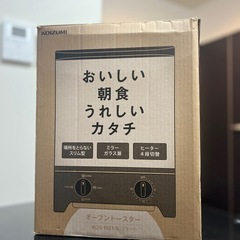 KOIZUMI
おいしい
朝食
うれしい
カタチ
場所をとらない
スリム型
ミラー
ガラス扉
ヒーター
4段切替
オーブントースター